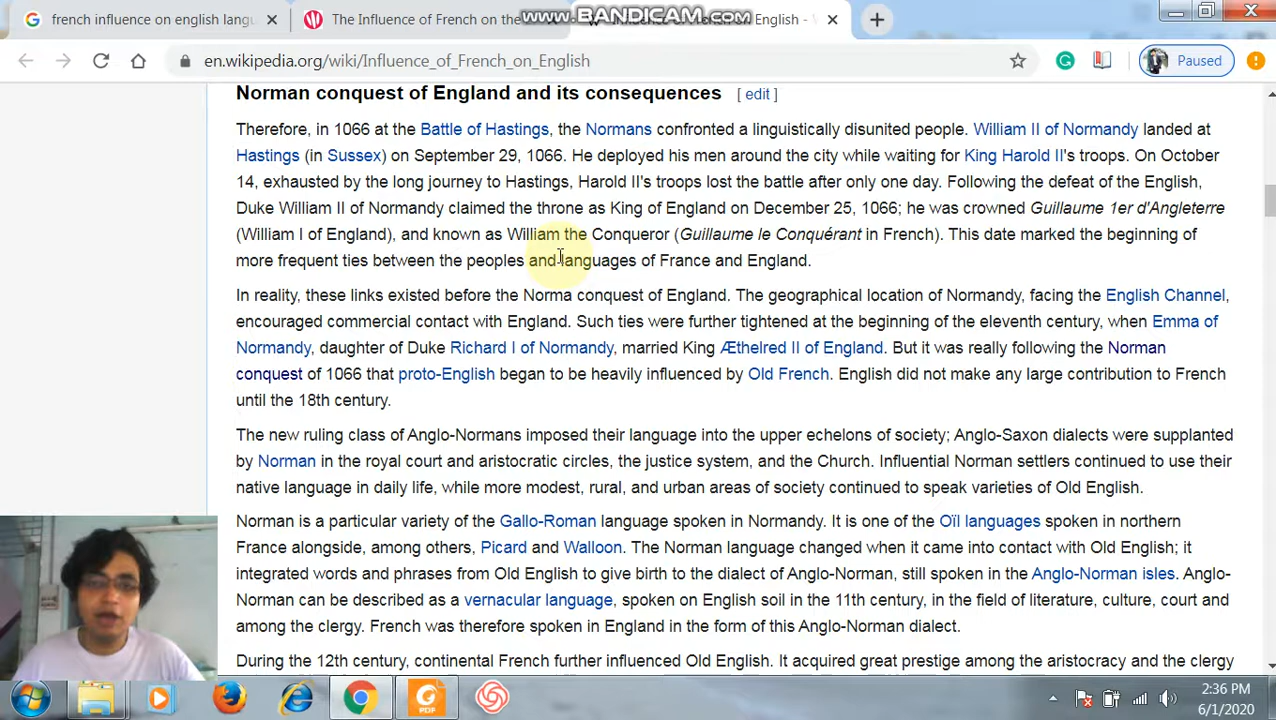 french influence on english langu
The Influence of French on the
English -
www.BANDICAM.com
en.wikipedia.org/wiki/Influence_of_French_on_English
Paused
Norman conquest of England and its consequences [ edit ]
Therefore, in 1066 at the Battle of Hastings, the Normans confronted a linguistically disunited people. William II of Normandy landed at
Hastings (in Sussex) on September 29, 1066. He deployed his men around the city while waiting for King Harold II's troops. On October
14, exhausted by the long journey to Hastings, Harold II's troops lost the battle after only one day. Following the defeat of the English,
Duke William II of Normandy claimed the throne as King of England on December 25, 1066; he was crowned Guillaume 1er d'Angleterre
(William I of England), and known as William the Conqueror (Guillaume le Conquérant in French). This date marked the beginning of
more frequent ties between the peoples and languages of France and England.
In reality, these links existed before the Norma conquest of England. The geographical location of Normandy, facing the English Channel,
encouraged commercial contact with England. Such ties were further tightened at the beginning of the eleventh century, when Emma of
Normandy, daughter of Duke Richard I of Normandy, married King Æthelred II of England. But it was really following the Norman
conquest of 1066 that proto-English began to be heavily influenced by Old French. English did not make any large contribution to French
until the 18th century.
The new ruling class of Anglo-Normans imposed their language into the upper echelons of society; Anglo-Saxon dialects were supplanted
by Norman in the royal court and aristocratic circles, the justice system, and the Church. Influential Norman settlers continued to use their
native language in daily life, while more modest, rural, and urban areas of society continued to speak varieties of Old English.
Norman is a particular variety of the Gallo-Roman language spoken in Normandy. It is one of the Oïl languages spoken in northern
France alongside, among others, Picard and Walloon. The Norman language changed when it came into contact with Old English; it
integrated words and phrases from Old English to give birth to the dialect of Anglo-Norman, still spoken in the Anglo-Norman isles. Anglo-
Norman can be described as a vernacular language, spoken on English soil in the 11th century, in the field of literature, culture, court and
among the clergy. French was therefore spoken in England in the form of this Anglo-Norman dialect.
During the 12th century, continental French further influenced Old English. It acquired great prestige among the aristocracy and the clergy
PDF
2:36 PM
6/1/2020